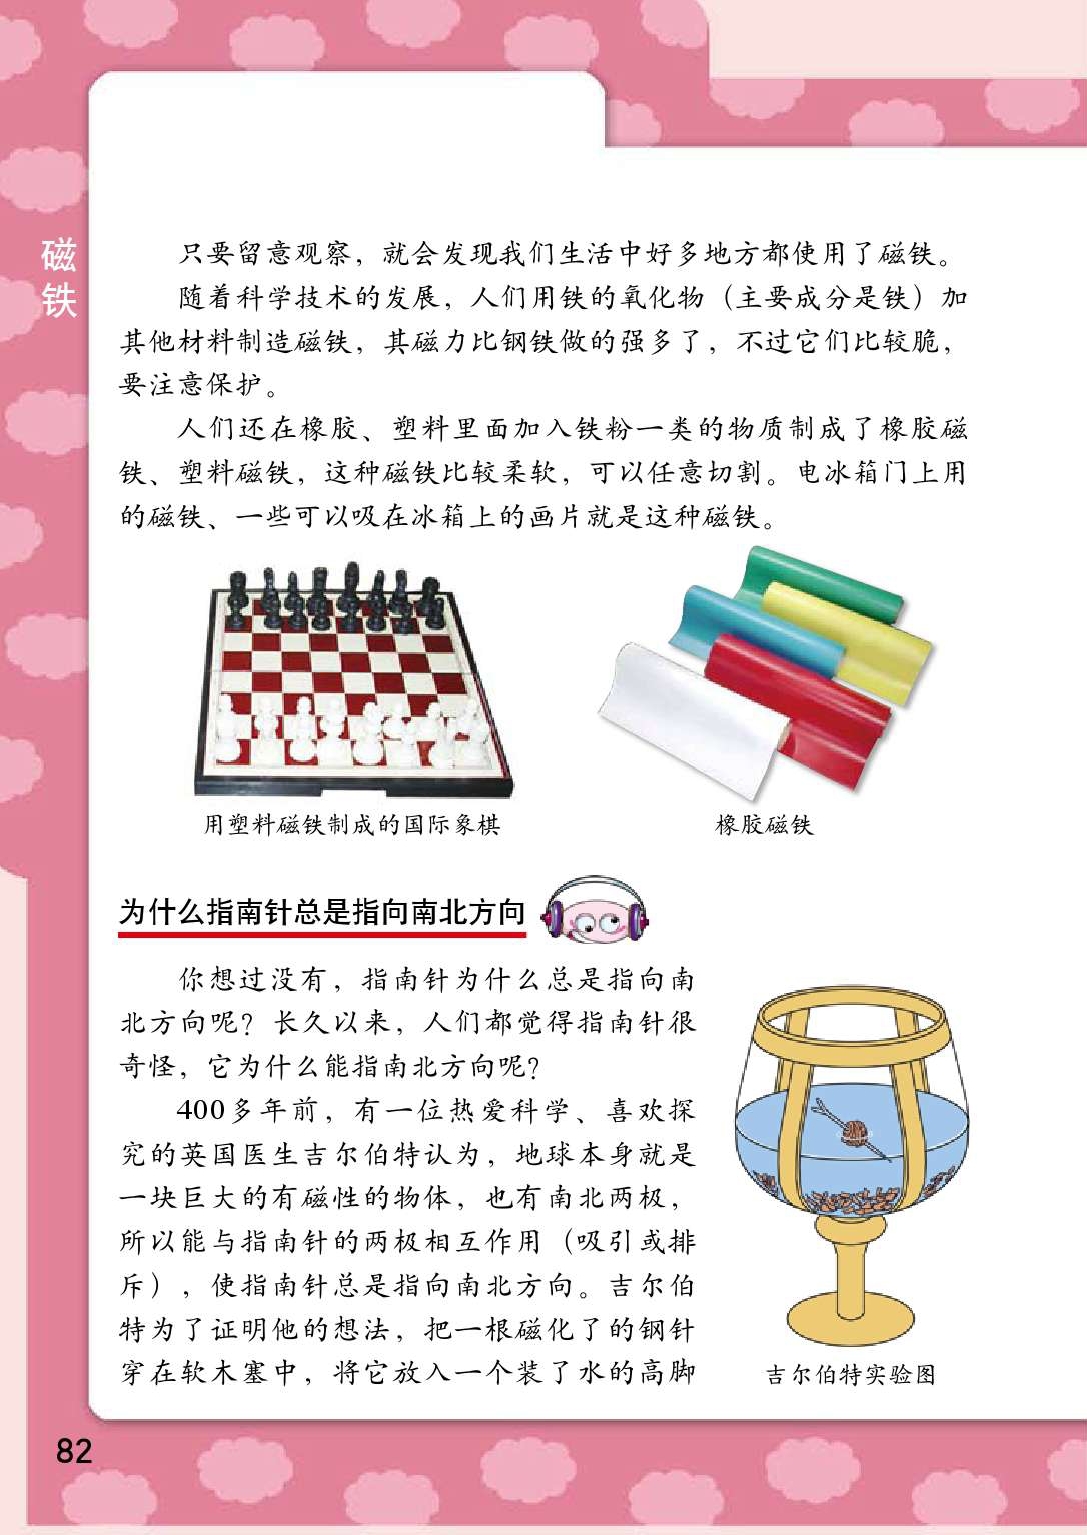 磁铁
只要留意观察，就会发现我们生活中好多地方都使用了磁铁。
随着科学技术的发展，人们用铁的氧化物（主要成分是铁）加
其他材料制造磁铁，其磁力比钢铁做的强多了，不过它们比较脆，
要注意保护。
人们还在橡胶、塑料里面加入铁粉一类的物质制成了橡胶磁
铁、塑料磁铁，这种磁铁比较柔软，可以任意切割。电冰箱门上用
的磁铁、一些可以吸在冰箱上的画片就是这种磁铁。
用塑料磁铁制成的国际象棋
橡胶磁铁
为什么指南针总是指向南北方向
你想过没有，指南针为什么总是指向南
北方向呢？长久以来，人们都觉得指南针很
奇怪，它为什么能指南北方向呢？
400多年前，有一位热爱科学、喜欢探
究的英国医生吉尔伯特认为，地球本身就是
一块巨大的有磁性的物体，也有南北两极，
所以能与指南针的两极相互作用（吸引或排
斥），使指南针总是指向南北方向。吉尔伯
特为了证明他的想法，把一根磁化了的钢针
穿在软木塞中，将它放入一个装了水的高脚
吉尔伯特实验图
82